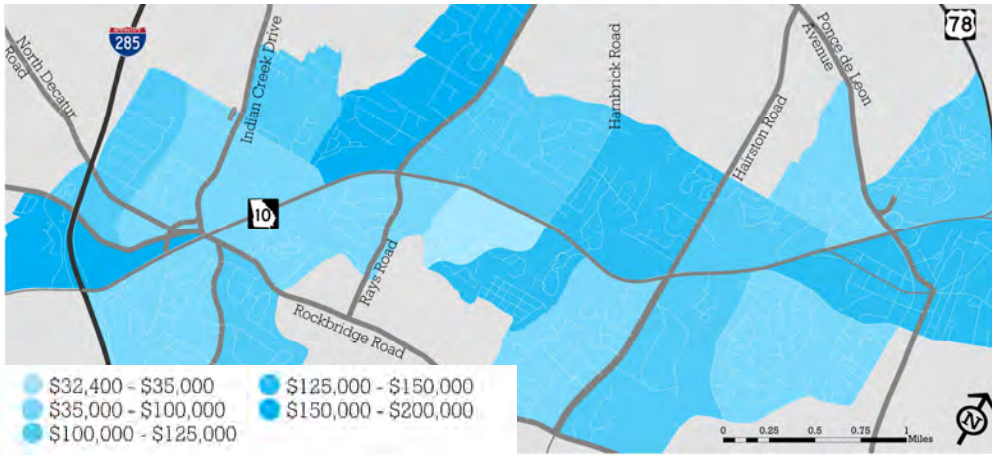 North Decatur
Road
INTERSTATE
285
Indian Creek Drive
10
Rays Road
Rockbridge Road
Hambrick Road
Hairston Road
Ponce de Leon
Avenue
78
$32,400 - $35,000
$35,000 - $100,000
$100,000 - $125,000
$125,000 - $150,000
$150,000 - $200,000
0 0.25 0.5 0.75 1
Miles
N